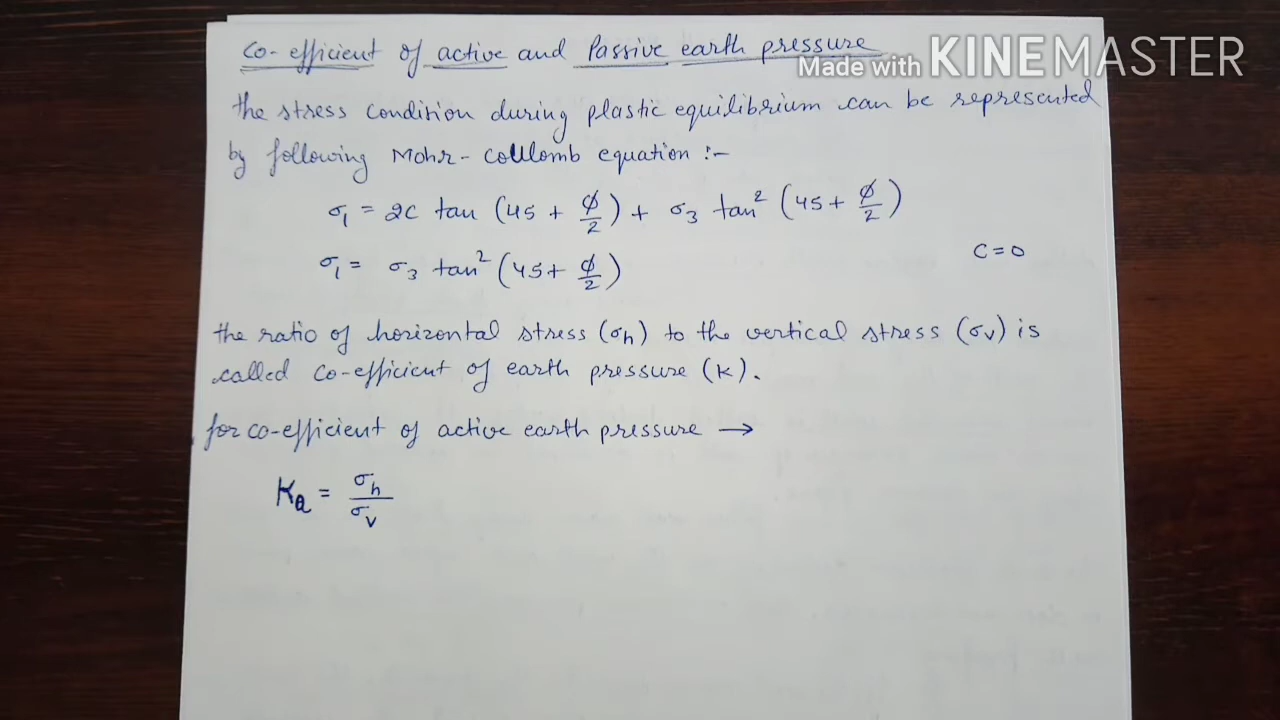 Co-efficient of active and Passive earth pressure
Made with KINEMASTER
the stress condition during plastic equilibrium can be represented
by following Mohr-Coulomb equation :-
σ₁ = 2C tan (45 + ϕ/2) + σ₃ tan² (45 + ϕ/2)
C = 0
σ₁ = σ₃ tan² (45 + ϕ/2)
the ratio of horizontal stress (σh) to the vertical stress (σv) is
called co-efficient of earth pressure (K).
for co-efficient of active earth pressure →
Ka = σh/σv